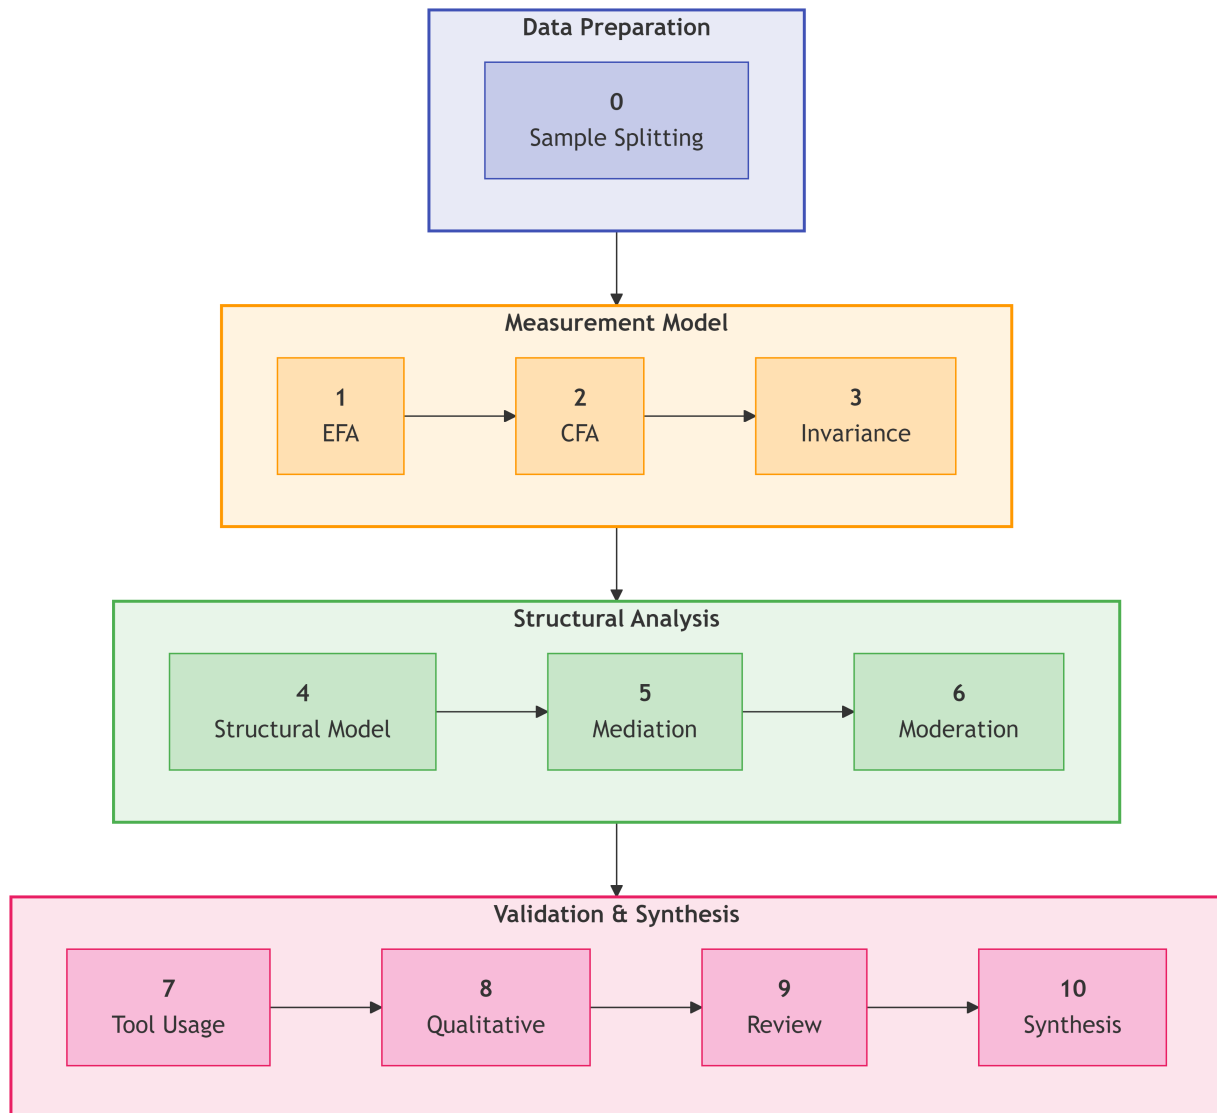 Data Preparation
0
Sample Splitting
Measurement Model
1
EFA
2
CFA
3
Invariance
Structural Analysis
4
Structural Model
5
Mediation
6
Moderation
Validation & Synthesis
7
Tool Usage
8
Qualitative
9
Review
10
Synthesis